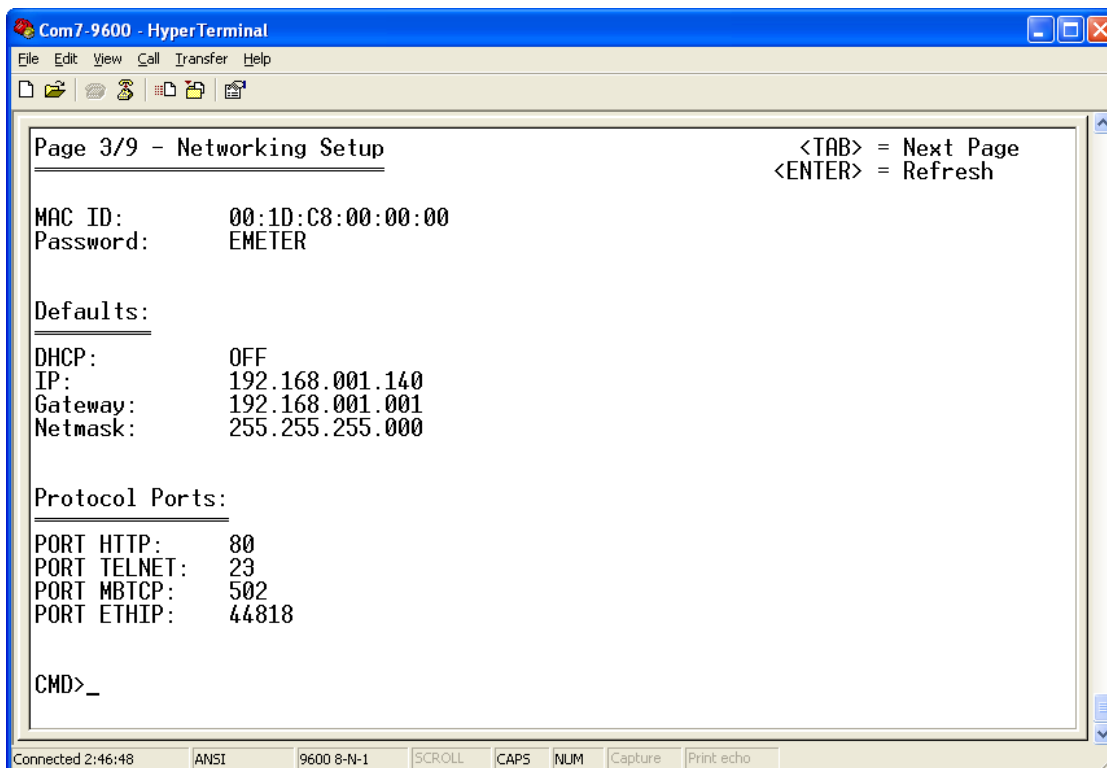 Com7-9600 - HyperTerminal
File Edit View Call Transfer Help
Page 3/9 - Networking Setup <TAB> = Next Page
<ENTER> = Refresh
MAC ID: 00:1D:C8:00:00:00
Password: EMETER
Defaults:
DHCP: OFF
IP: 192.168.001.140
Gateway: 192.168.001.001
Netmask: 255.255.255.000
Protocol Ports:
PORT HTTP: 80
PORT TELNET: 23
PORT MBTCP: 502
PORT ETHIP: 44818
CMD>_
Connected 2:46:48 ANSI 9600 8-N-1 SCROLL CAPS NUM Capture Print echo